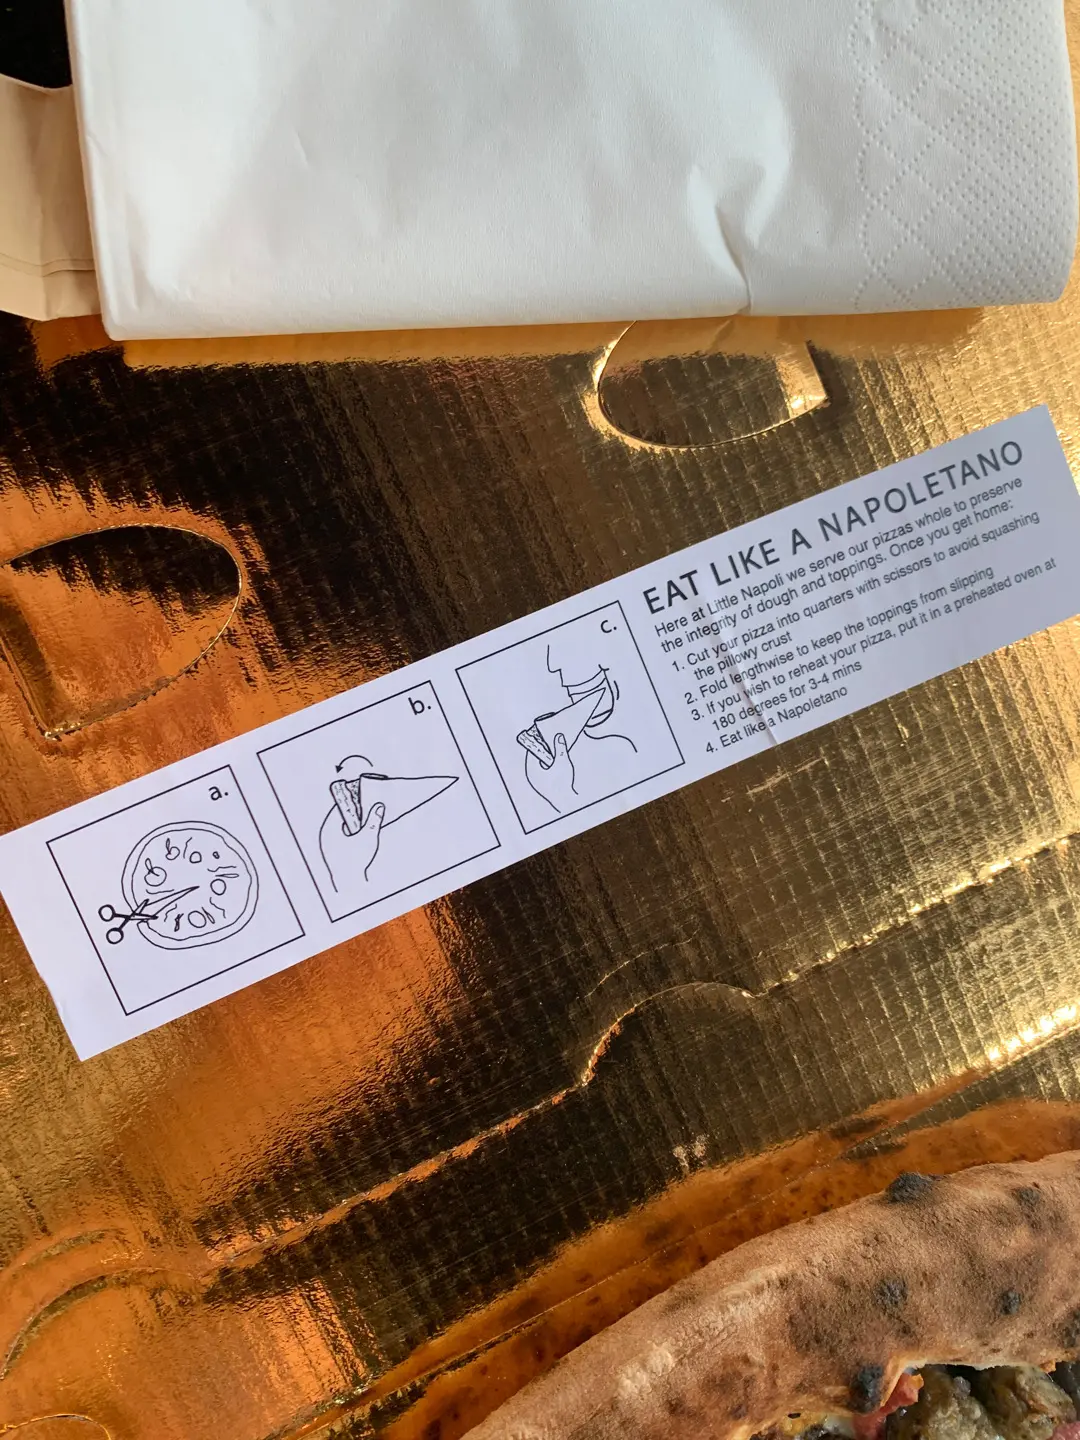 EAT LIKE A NAPOLETANO
Here at Little Napoli we serve our pizzas whole to preserve
the integrity of dough and toppings. Once you get home:
1. Cut your pizza into quarters with scissors to avoid squashing
the pillowy crust
2. Fold lengthwise to keep the toppings from slipping
3. If you wish to reheat your pizza, put it in a preheated oven at
180 degrees for 3-4 mins
4. Eat like a Napoletano
a.
b.
c.